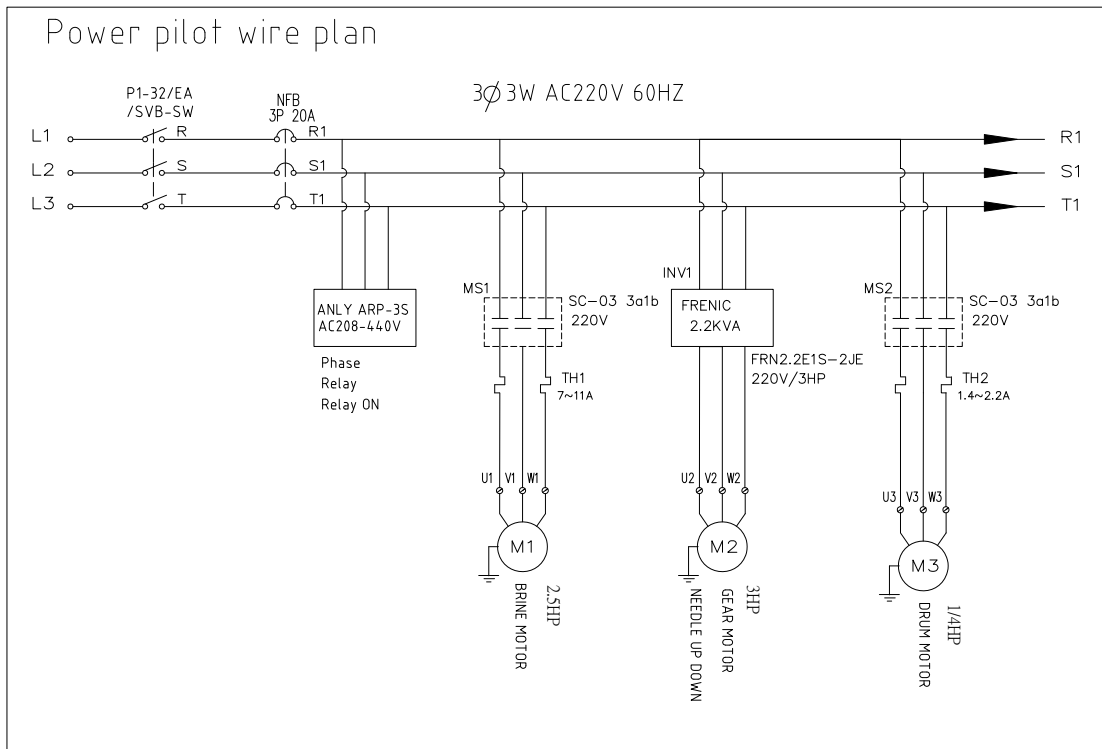 Power pilot wire plan
P1-32/EA
/SVB-SW
NFB
3P 20A
3Ø3W AC220V 60HZ
L1
R
R1
R1
L2
S
S1
S1
L3
T
T1
T1
ANLY ARP-3S
AC208-440V
Phase
Relay
Relay ON
MS1
SC-03 3a1b
220V
TH1
7~11A
INV1
FRENIC
2.2KVA
FRN2.2E1S-2JE
220V/3HP
MS2
SC-03 3a1b
220V
TH2
1.4~2.2A
U1 V1 W1
U2 V2 W2
U3 V3 W3
M1
M2
M3
2.5HP
BRINE MOTOR
3HP
GEAR MOTOR
NEEDLE UP DOWN
1/4HP
DRUM MOTOR